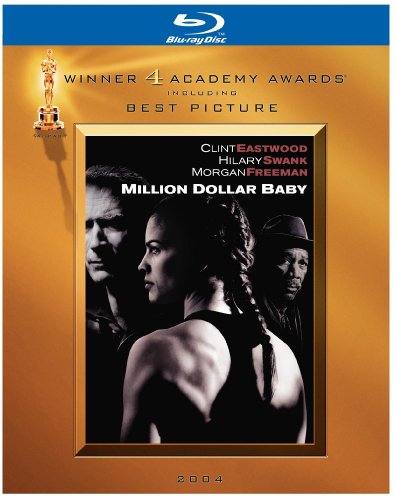 Blu-ray Disc
WINNER 4 ACADEMY AWARDS®
INCLUDING
BEST PICTURE
CLINT EASTWOOD
HILARY SWANK
MORGAN FREEMAN
MILLION DOLLAR BABY
2004